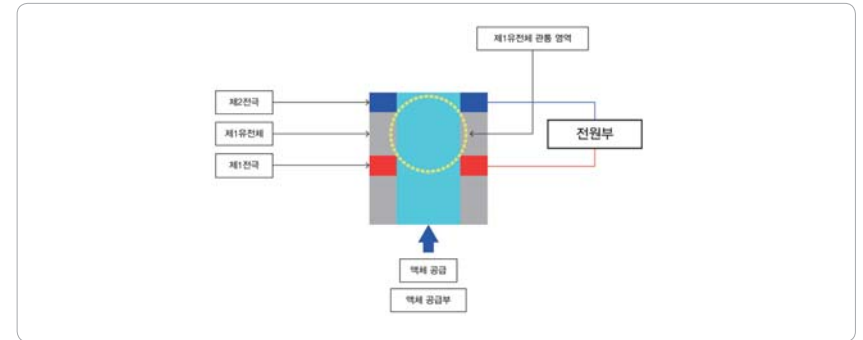 제1유전체 관통 영역
제2전극
제1유전체
전원부
제1전극
액체 공급
액체 공급부